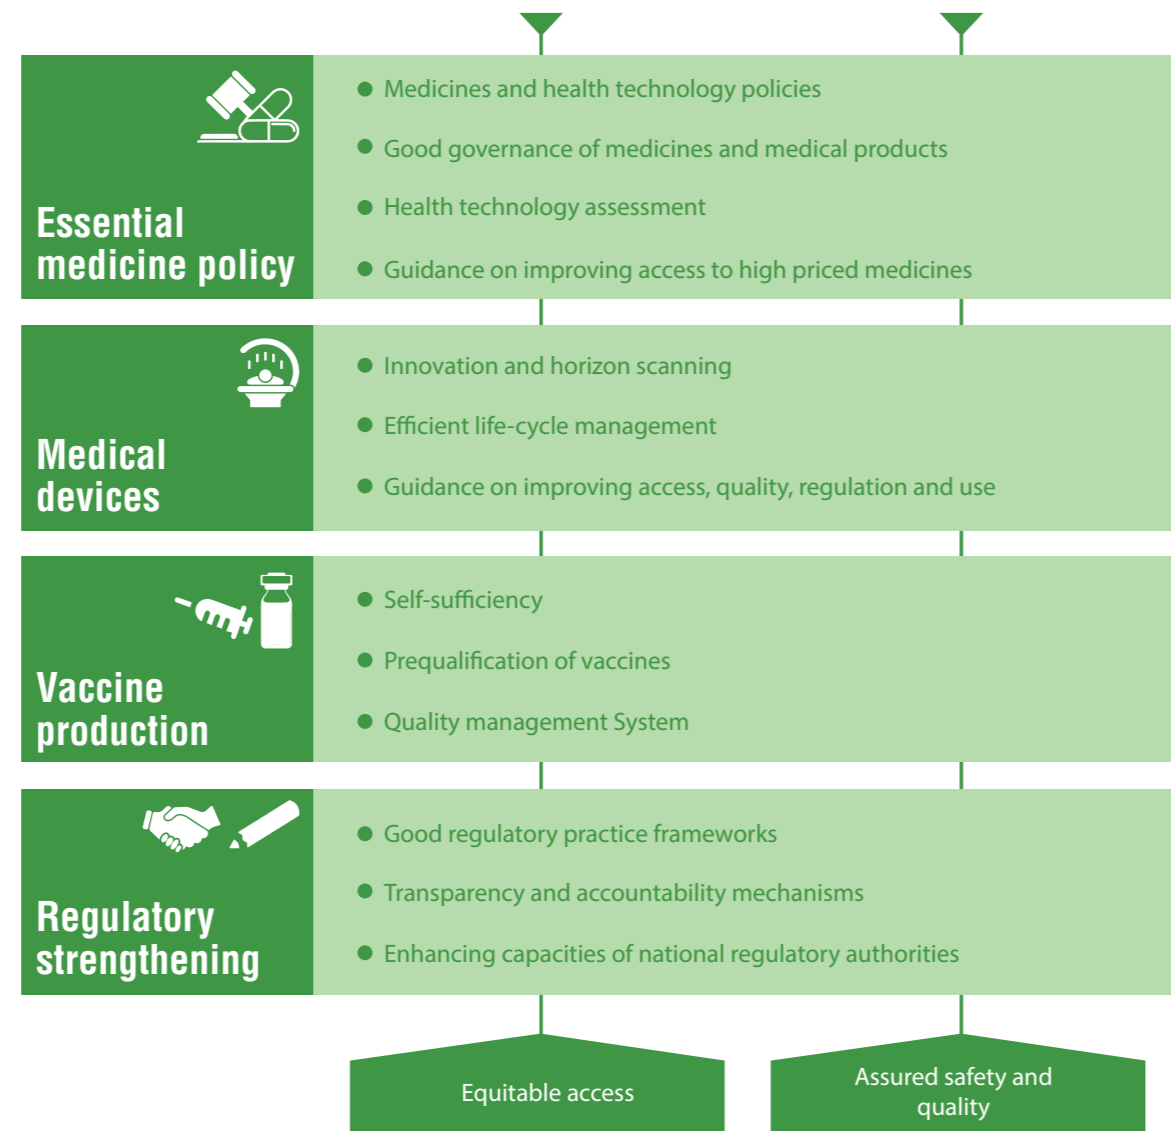 Essential
medicine policy
Medicines and health technology policies
Good governance of medicines and medical products
Health technology assessment
Guidance on improving access to high priced medicines
Medical
devices
Innovation and horizon scanning
Efficient life-cycle management
Guidance on improving access, quality, regulation and use
Vaccine
production
Self-sufficiency
Prequalification of vaccines
Quality management System
Regulatory
strengthening
Good regulatory practice frameworks
Transparency and accountability mechanisms
Enhancing capacities of national regulatory authorities
Equitable access
Assured safety and
quality